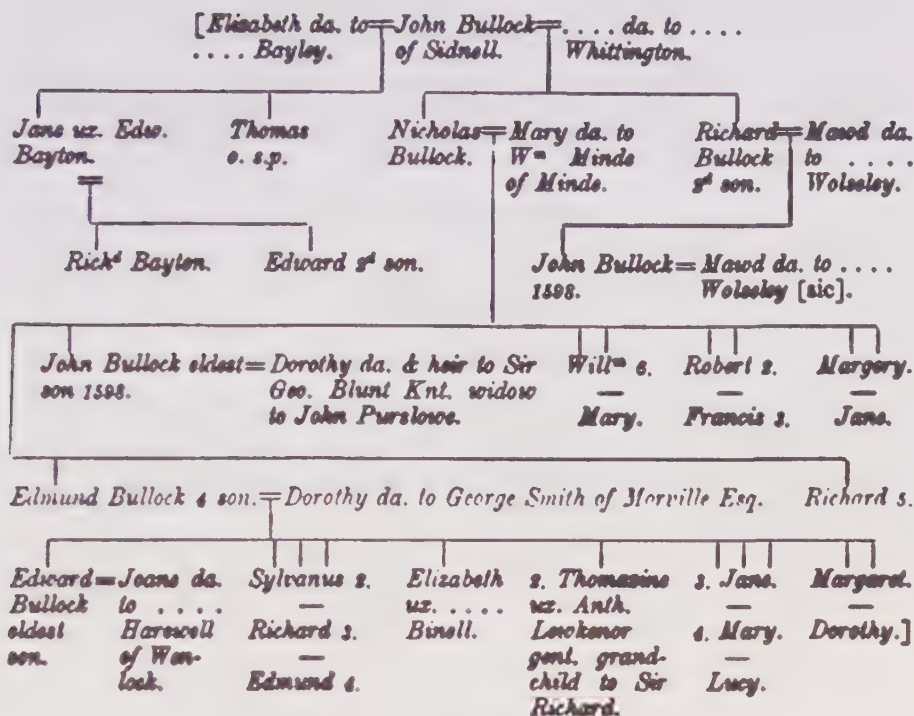 [Elizabeth da. to = John Bullock = . . . . da. to . . . .
. . . . Bayley. of Sidnell. Whittington.
Jane ux. Edw. Thomas Nicholas = Mary da. to Richard = Mawd da.
Bayton. o. s.p. Bullock. Wᵐ Minde Bullock to . . . .
of Minde. 2ᵈ son. Wolseley.
Richᵈ Bayton. Edward 2ᵈ son. John Bullock = Mawd da. to . . . .
1598. Wolseley [sic].
John Bullock eldest = Dorothy da. & heir to Sir Willᵐ 6. Robert 2. Margery.
son 1598. Geo. Blunt Knt. widow — — —
to John Purslowe. Mary. Francis 3. Jane.
Edmund Bullock 4 son. = Dorothy da. to George Smith of Morville Esq. Richard 5.
Edward = Joane da. Sylvanus 2. Elizabeth 2. Thomazine 3. Jane. Margaret.
Bullock to . . . . — ux. . . . . ux. Anth. — —
eldest Harewell Richard 3. Binell. Lewkenor 4. Mary. Dorothy.]
son. of Wen- — gent. grand- —
lock. Edmund 4. child to Sir Lucy.
Richard.